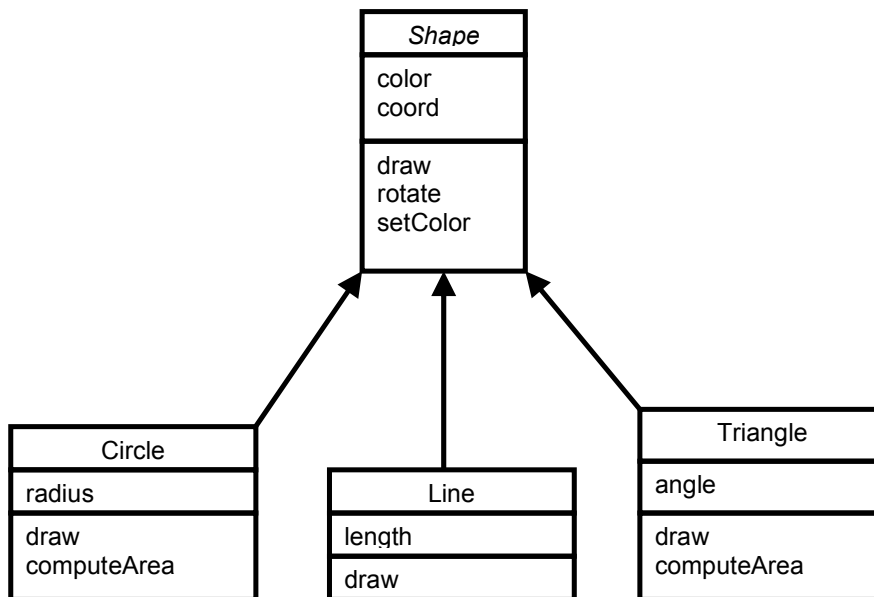 Shape
color
coord
draw
rotate
setColor
Circle
radius
draw
computeArea
Line
length
draw
Triangle
angle
draw
computeArea